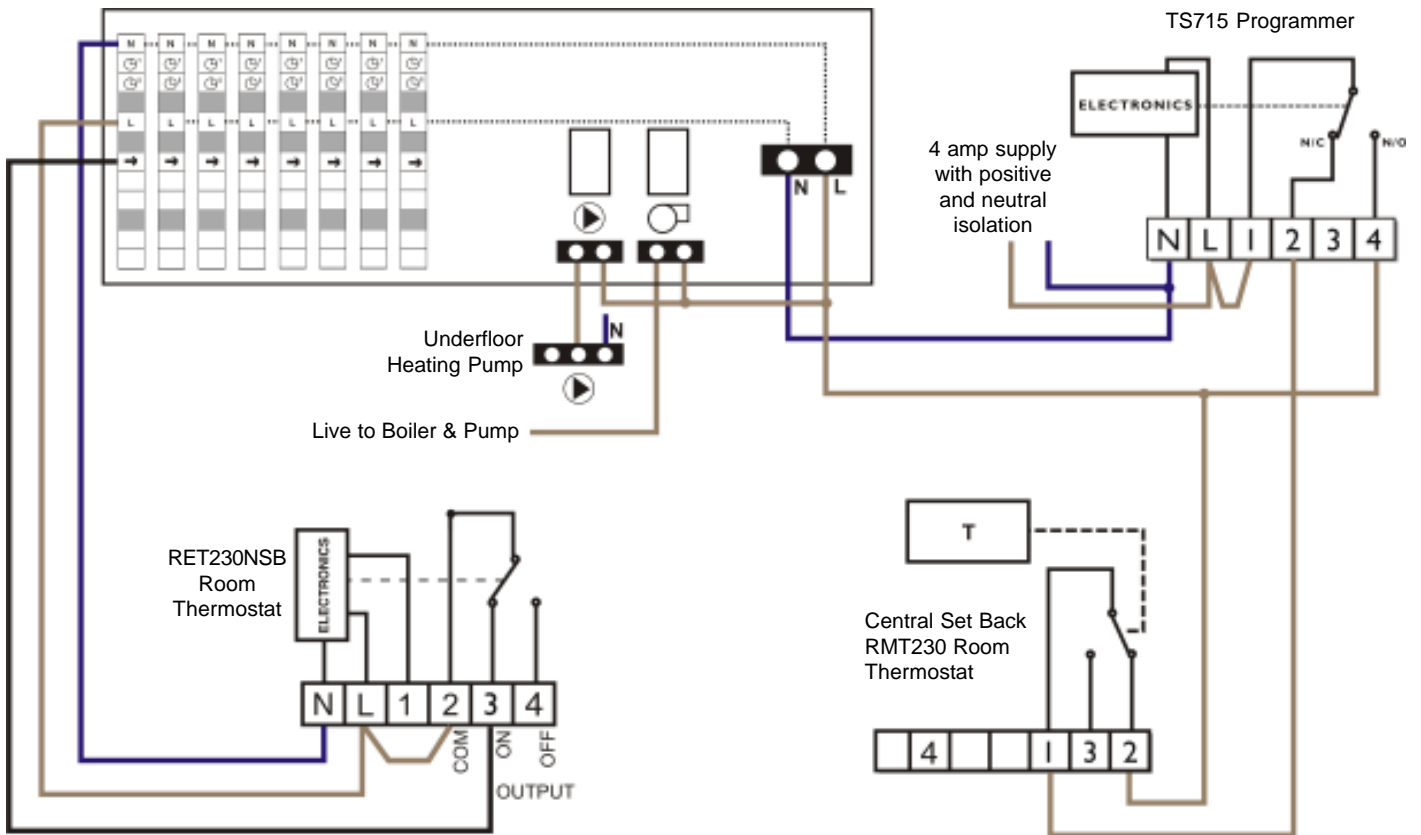 TS715 Programmer
N N N N N N N N
L L L L L L L L
ELECTRONICS
N/C
N/O
4 amp supply
with positive
and neutral
isolation
N L
N L 1 2 3 4
Underfloor
Heating Pump
N
Live to Boiler & Pump
RET230NSB
Room
Thermostat
ELECTRONICS
N L 1 2 3 4
COM
ON
OFF
OUTPUT
T
Central Set Back
RMT230 Room
Thermostat
4 1 3 2